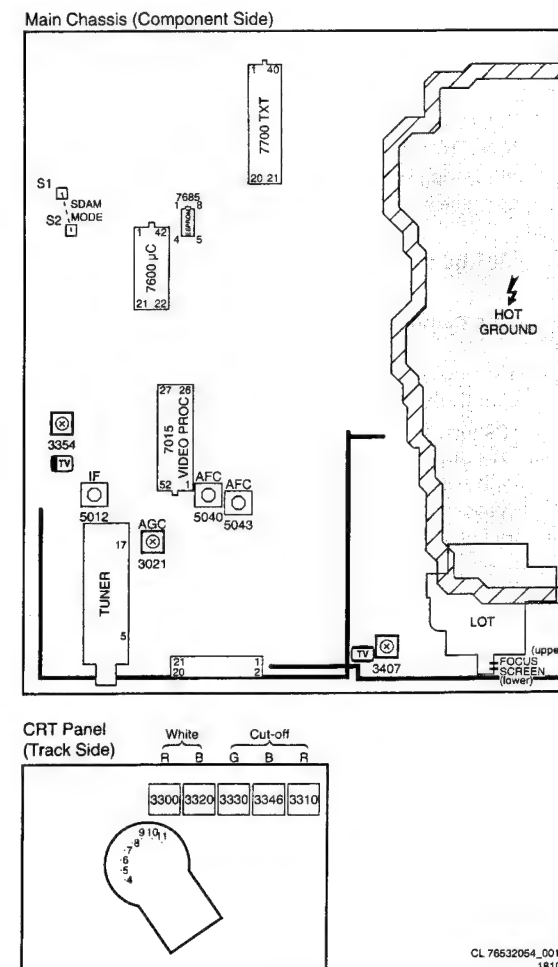 Main Chassis (Component Side)
1 40
7700 TXT
20 21
S1
SDAM
MODE
S2
7685
1 8
EEPROM
4 5
1 42
7600 µC
21 22
HOT
GROUND
27 26
7015
VIDEO PROC
52 1
3354
TV
IF
5012
AFC
5040
AFC
5043
AGC
3021
TUNER
17
5
21 1
20 2
TV
3407
LOT
(uppe
FOCUS
SCREEN
(lower)
CRT Panel
(Track Side)
White
Cut-off
R B G B R
3300 3320 3330 3346 3310
4
5
6
7
8
9
10
11
CL 76532054_001